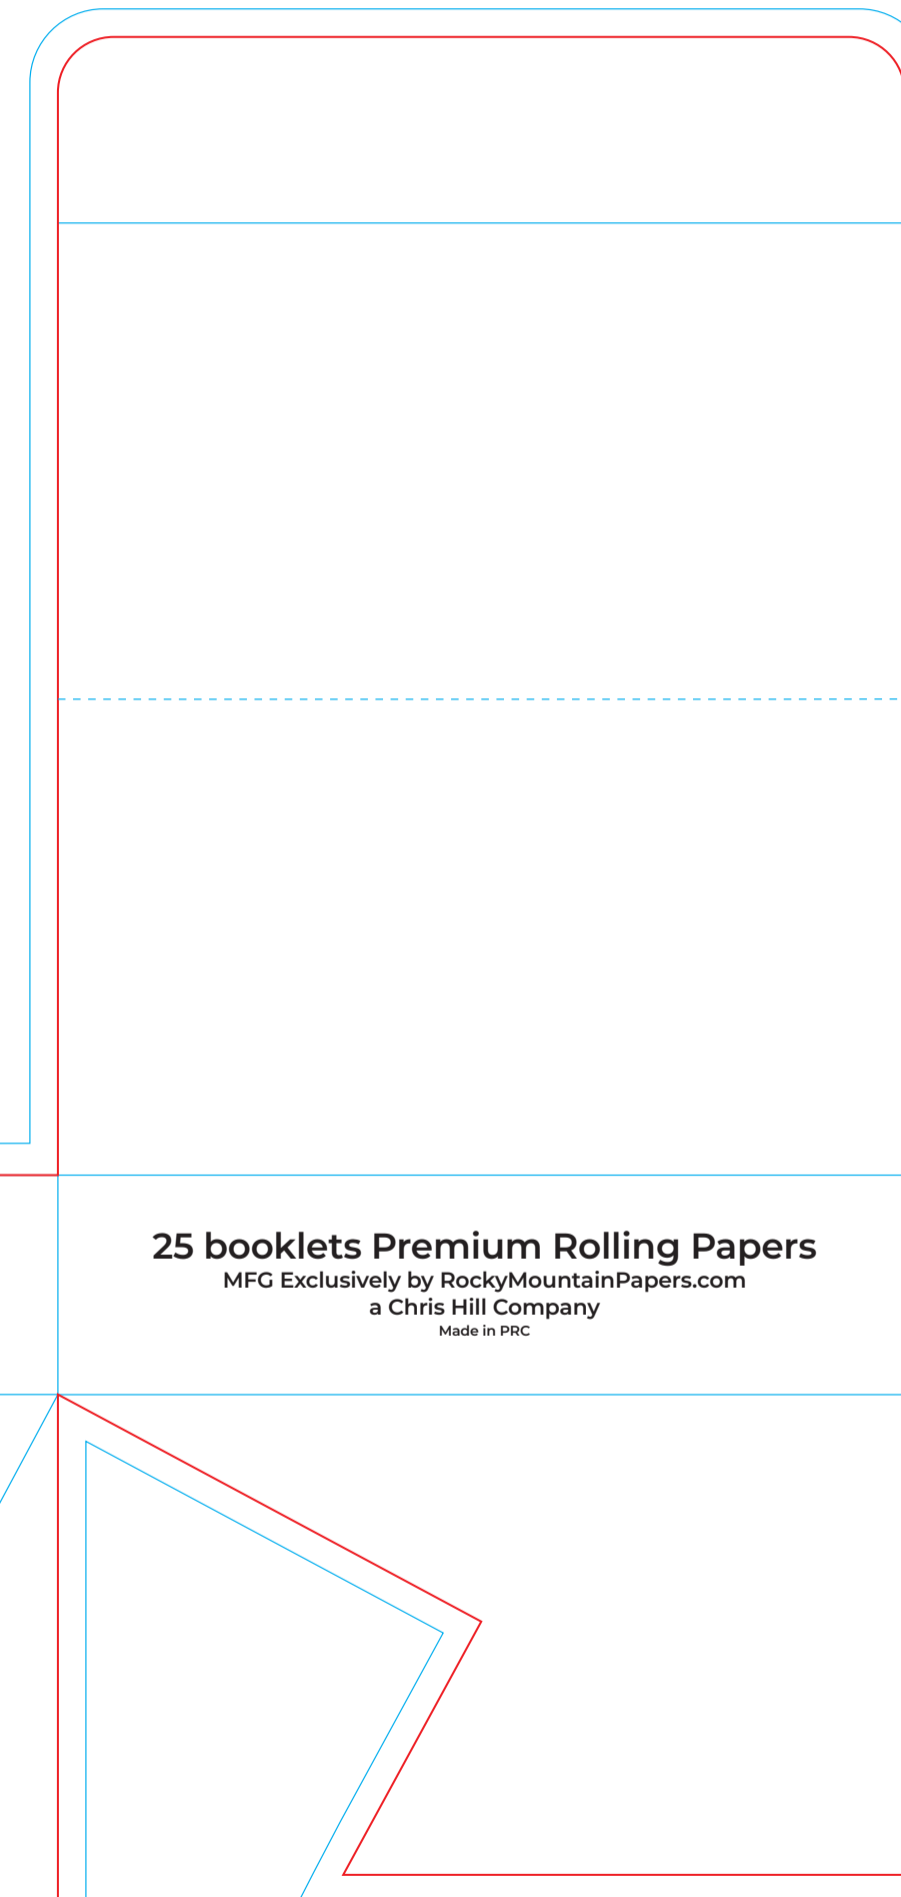 25 booklets Premium Rolling Papers
MFG Exclusively by RockyMountainPapers.com
a Chris Hill Company
Made in PRC